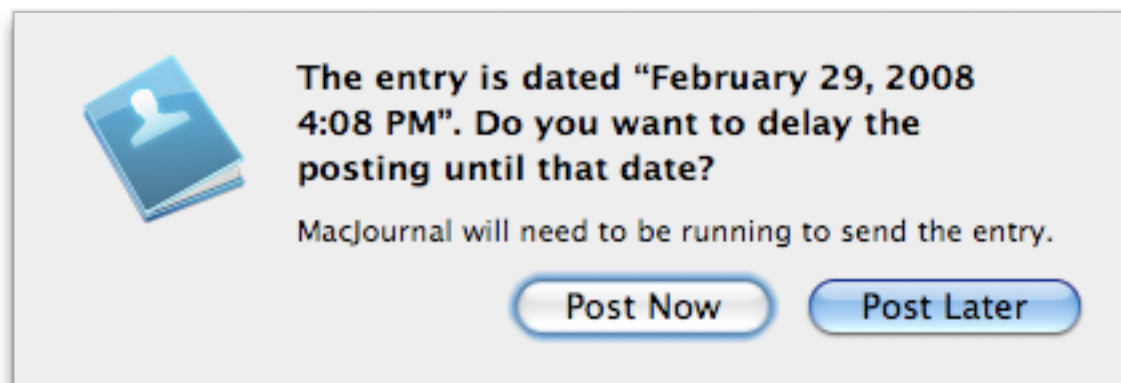 The entry is dated “February 29, 2008
4:08 PM”. Do you want to delay the
posting until that date?
MacJournal will need to be running to send the entry.
Post Now Post Later